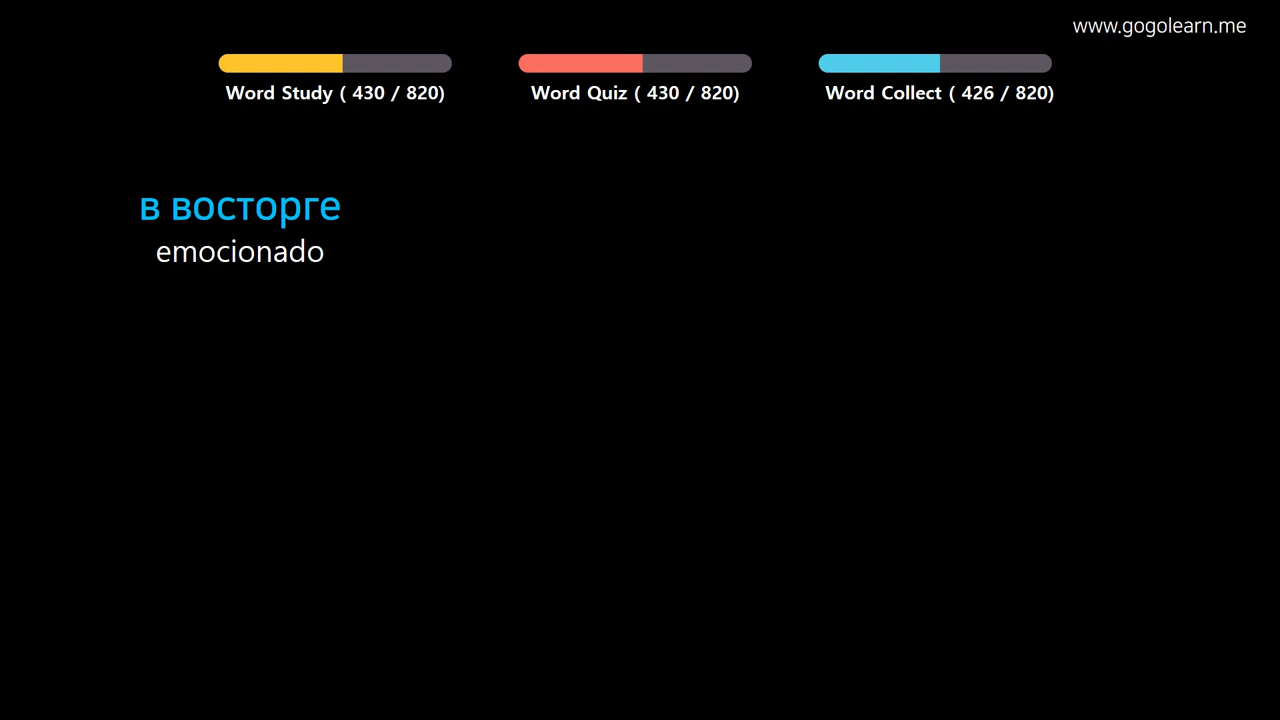 www.gogolearn.me
Word Study ( 430 / 820)
Word Quiz ( 430 / 820)
Word Collect ( 426 / 820)
в восторге
emocionado